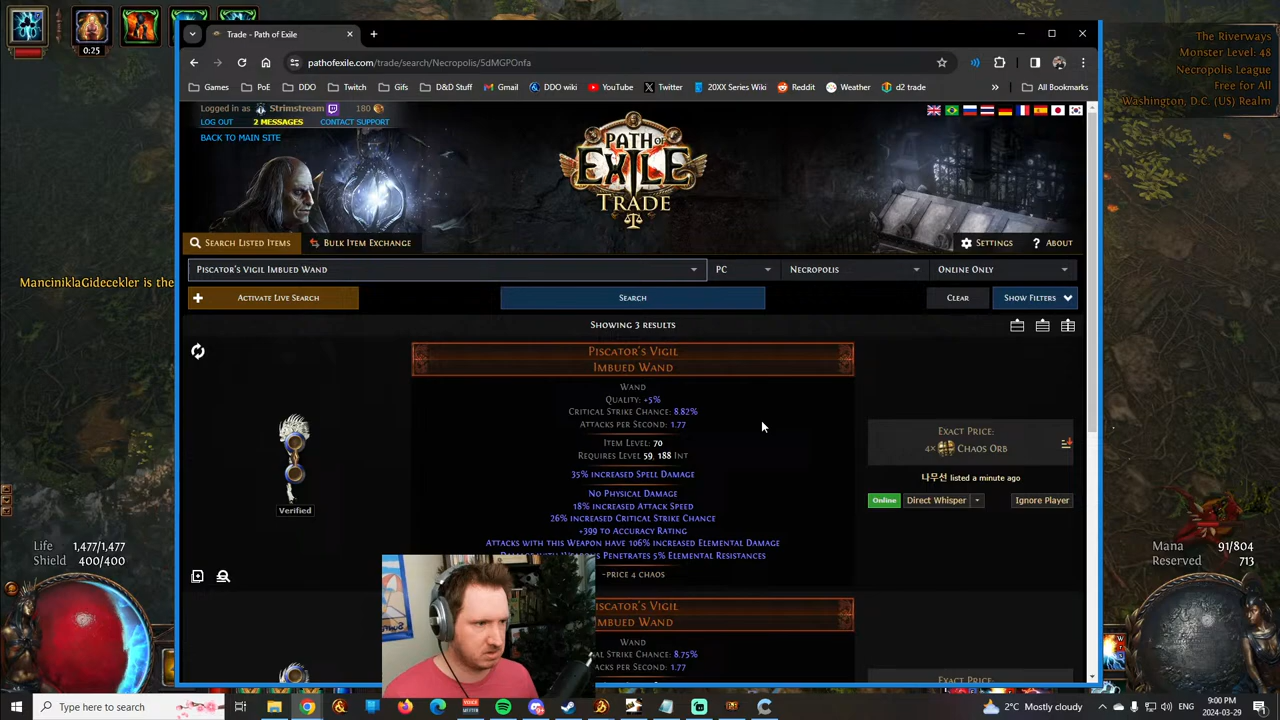 The Riverways
Monster Level: 48
Necropolis League
Free for All
Washington, D.C. (US) Realm
0:25
Trade - Path of Exile
pathofexile.com/trade/search/Necropolis/5dMGPOnfa
Games
PoE
DDO
Twitch
Gifs
D&D Stuff
Gmail
DDO wiki
YouTube
Twitter
20XX Series Wiki
Reddit
Weather
d2 trade
»
All Bookmarks
Logged in as Strimstream 180
LOG OUT 2 MESSAGES CONTACT SUPPORT
BACK TO MAIN SITE
PATH OF EXILE
TRADE
Search Listed Items
Bulk Item Exchange
Settings
? About
Piscator's Vigil Imbued Wand
PC
Necropolis
Online Only
+ Activate Live Search
Search
Clear
Show Filters
Showing 3 results
Piscator's Vigil
Imbued Wand
Wand
Quality: +5%
Critical Strike Chance: 8.82%
Attacks per Second: 1.77
Item Level: 70
Requires Level 59, 188 Int
35% increased Spell Damage
No Physical Damage
18% increased Attack Speed
26% increased Critical Strike Chance
+399 to Accuracy Rating
Attacks with this Weapon have 106% increased Elemental Damage
Penetrates 5% Elemental Resistances
~price 4 chaos
Verified
Exact Price:
4× Chaos Orb
나무선 listed a minute ago
Online
Direct Whisper
Ignore Player
iscator's Vigil
mbued Wand
Wand
al Strike Chance: 8.75%
acks per Second: 1.77
Exact Price:
ManciniklaGidecekler is the
Life 1,477/1,477
Shield 400/400
Mana 91/804
Reserved 713
Type here to search
2°C Mostly cloudy
9:00 PM
2024-03-29